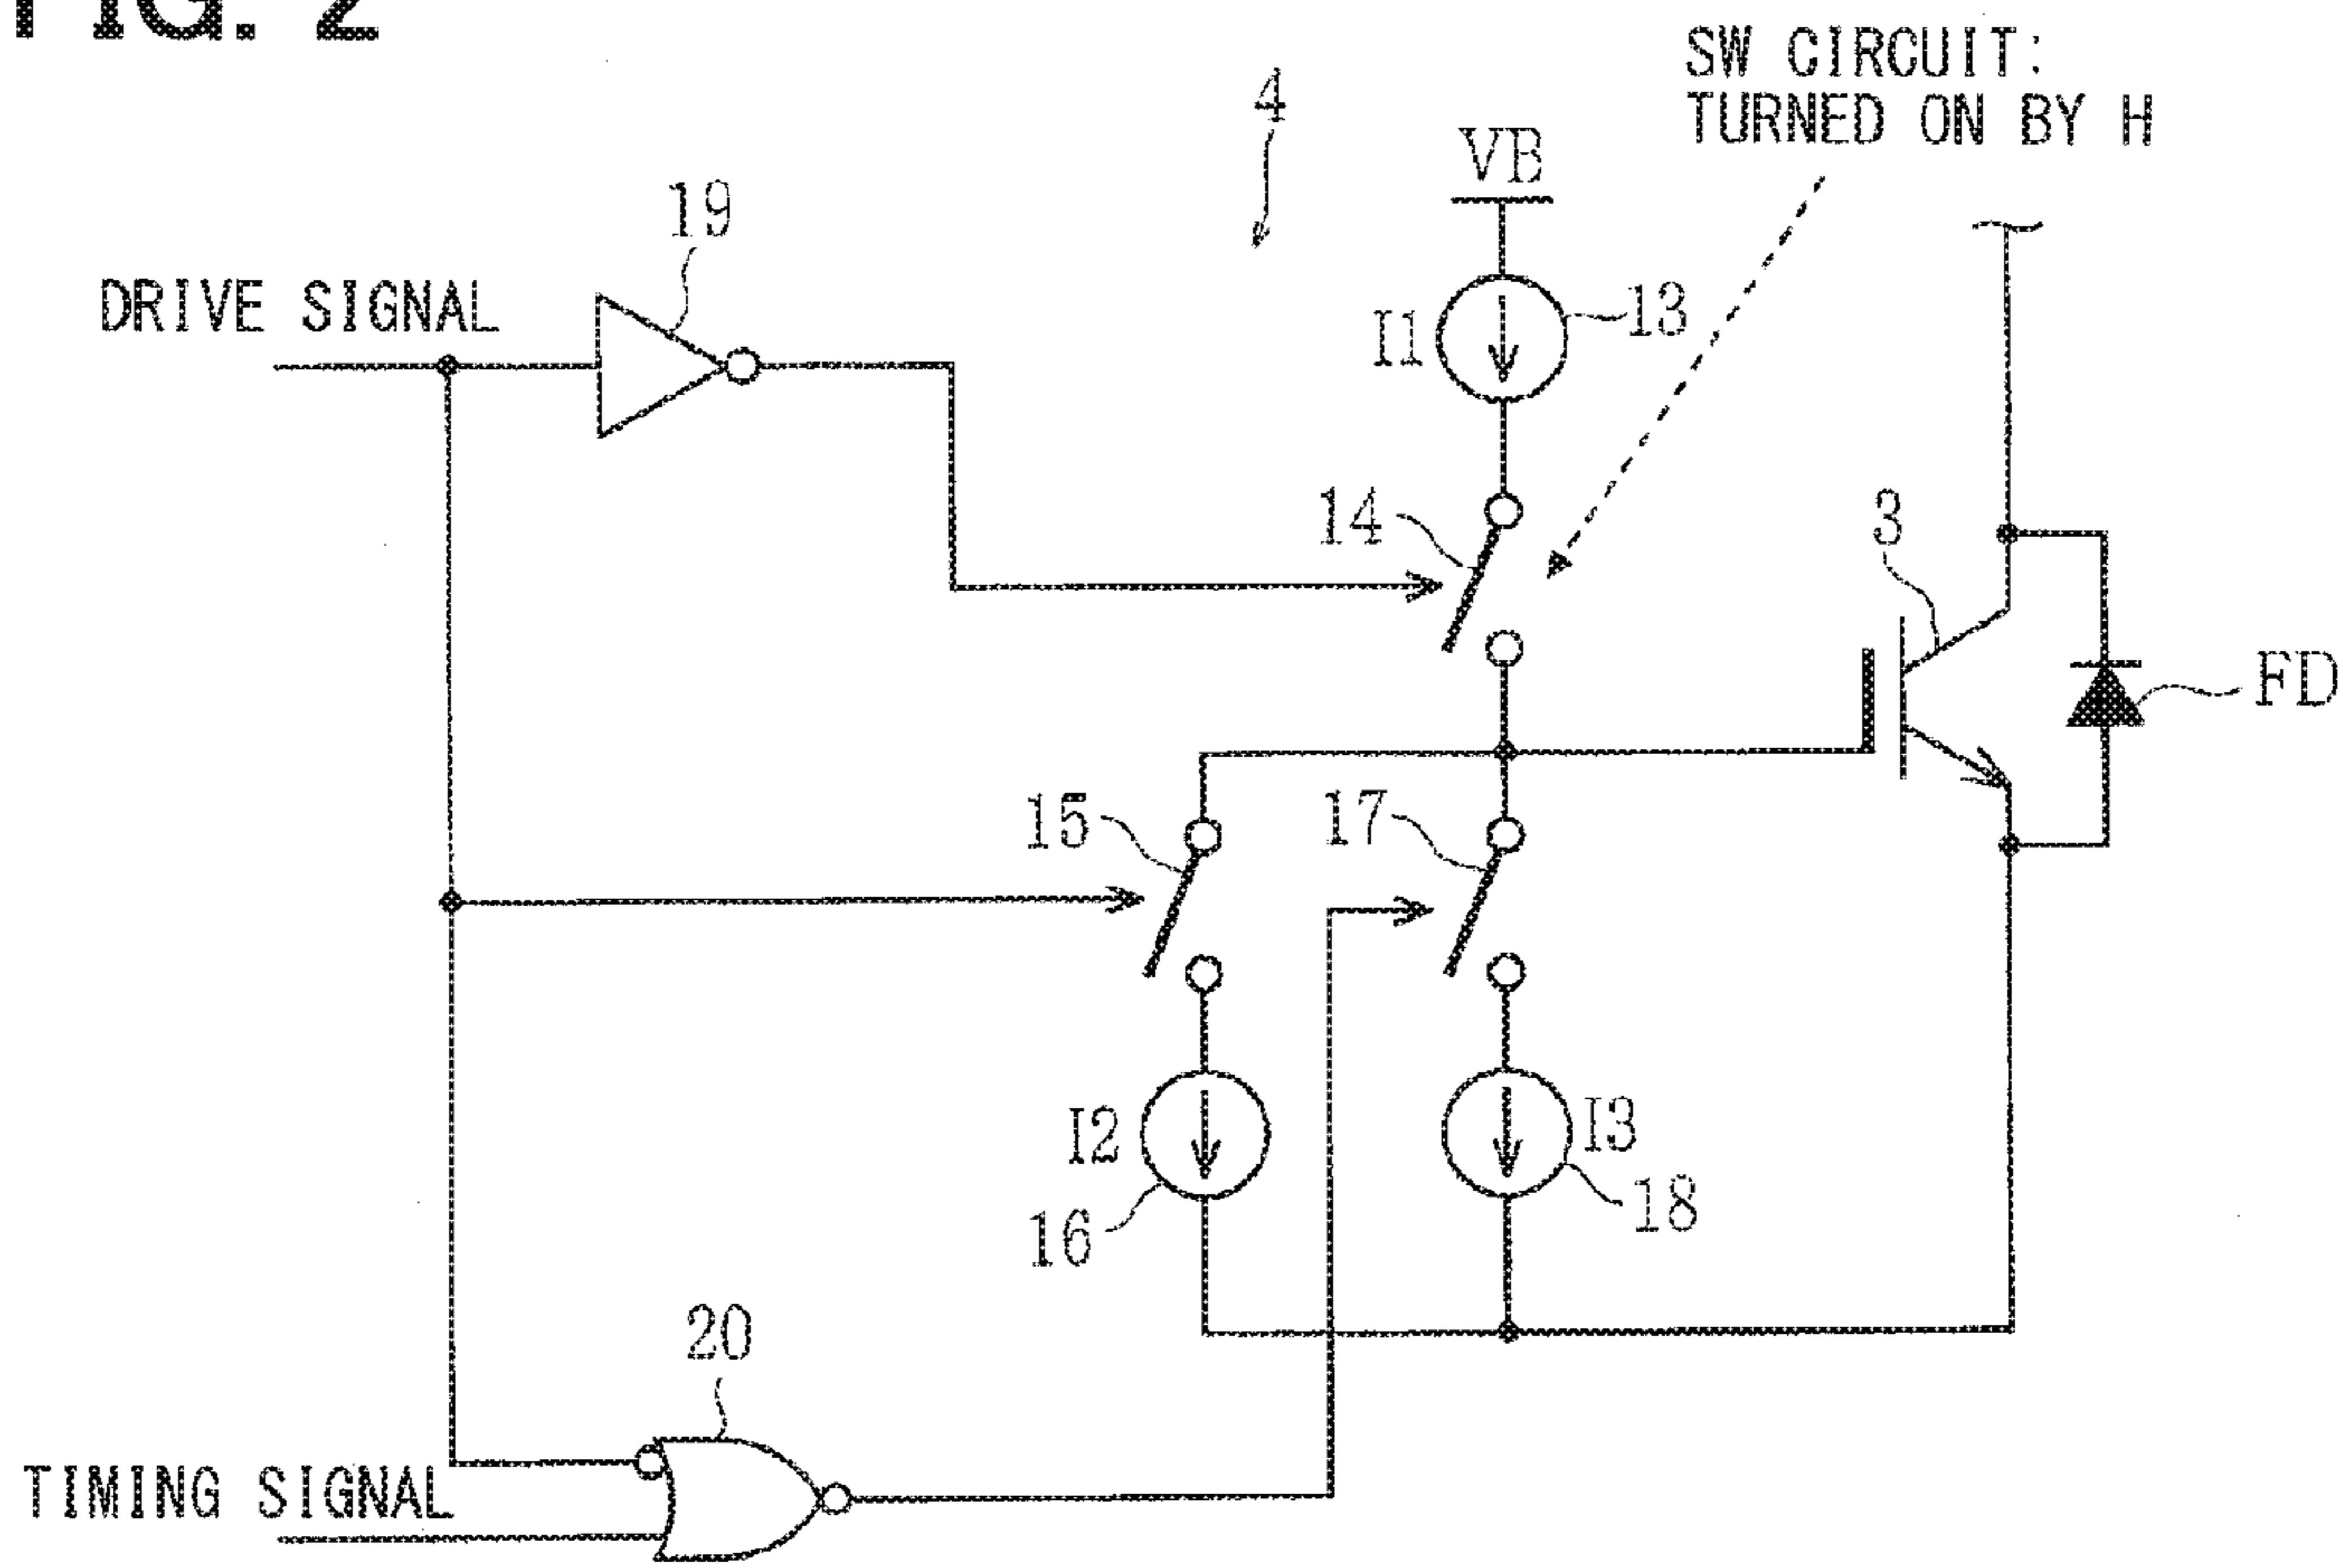 FIG. 2
SW CIRCUIT:
TURNED ON BY H
4
VB
19
DRIVE SIGNAL
I1
13
14
3
FD
15
17
I2
16
I3
18
20
TIMING SIGNAL